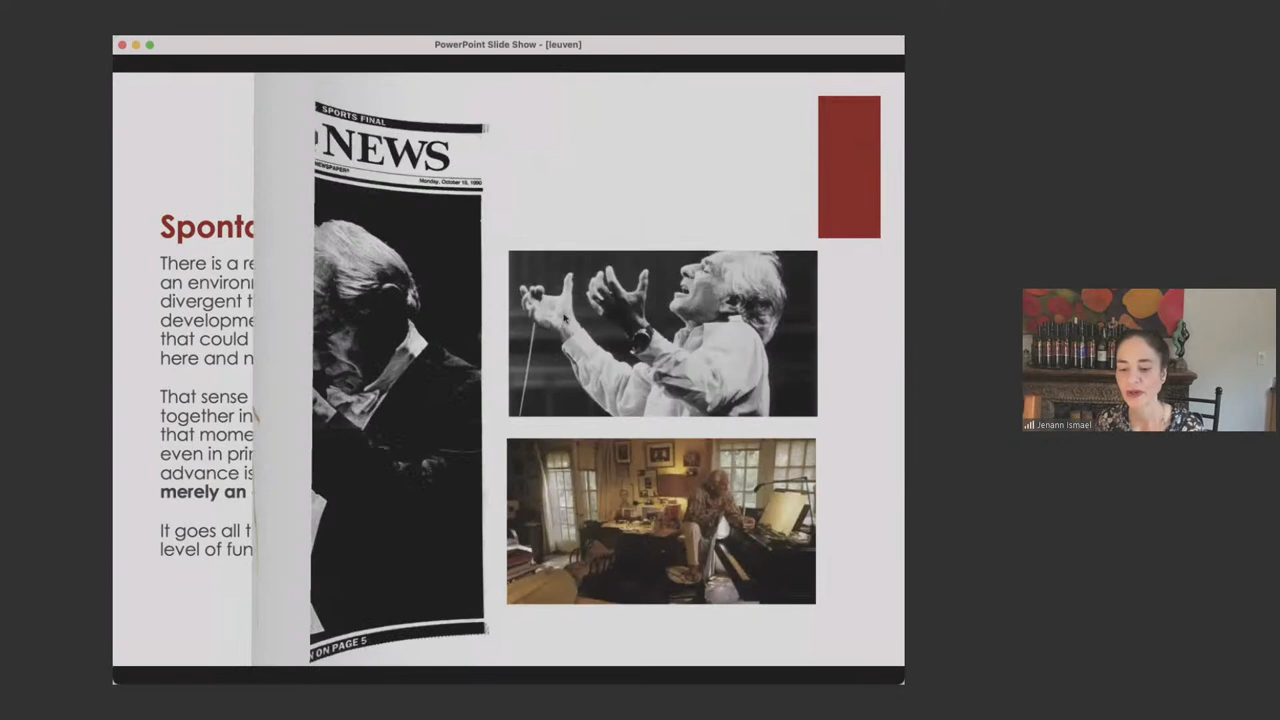 PowerPoint Slide Show - [leuven]
SPORTS FINAL
NEWS
NEWSPAPER®
Monday, October 15, 1990
ON PAGE 5
Sponta
There is a re
an environ
divergent t
developme
that could
here and n
That sense
together in
that mome
even in prin
advance is
merely an
It goes all t
level of fun
Jenann Ismael